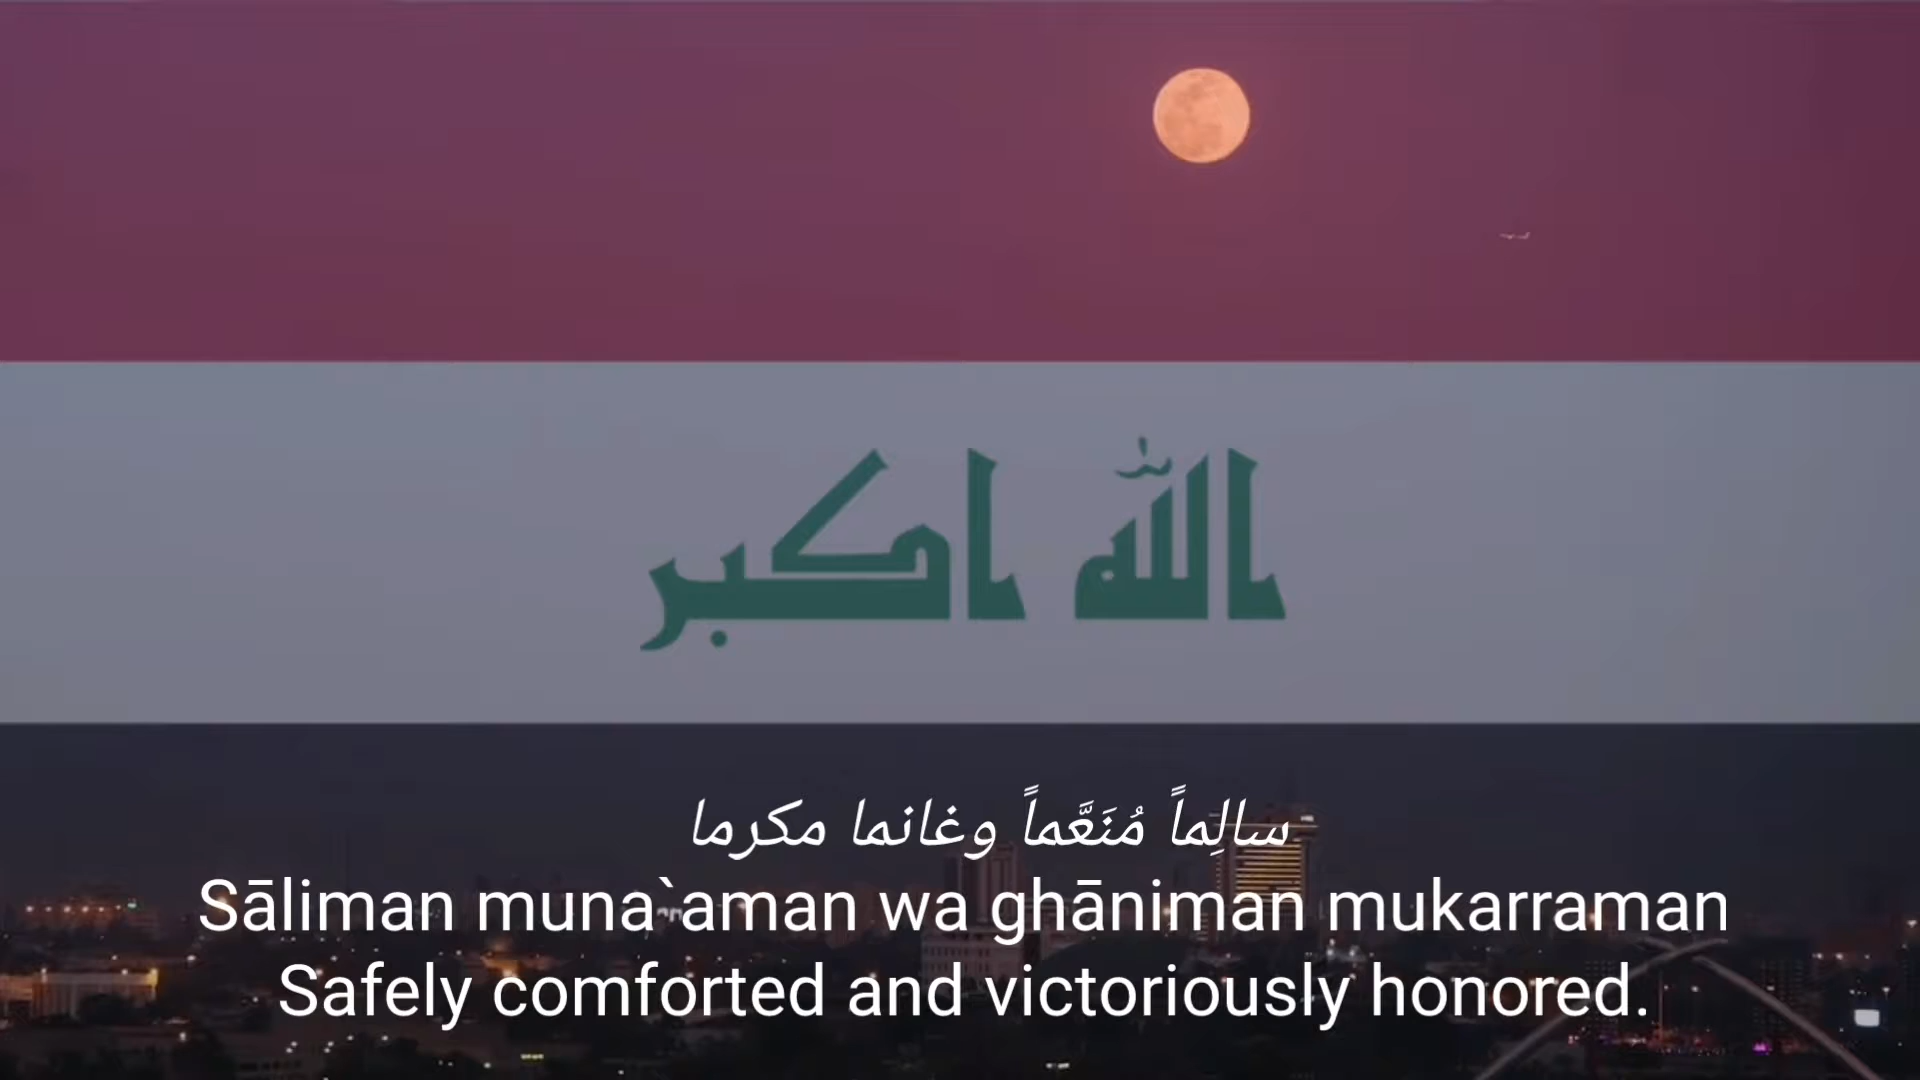 الله اكبر
سالِماً مُنَعَّماً وغانما مكرما
Sāliman muna`aman wa ghāniman mukarraman
Safely comforted and victoriously honored.